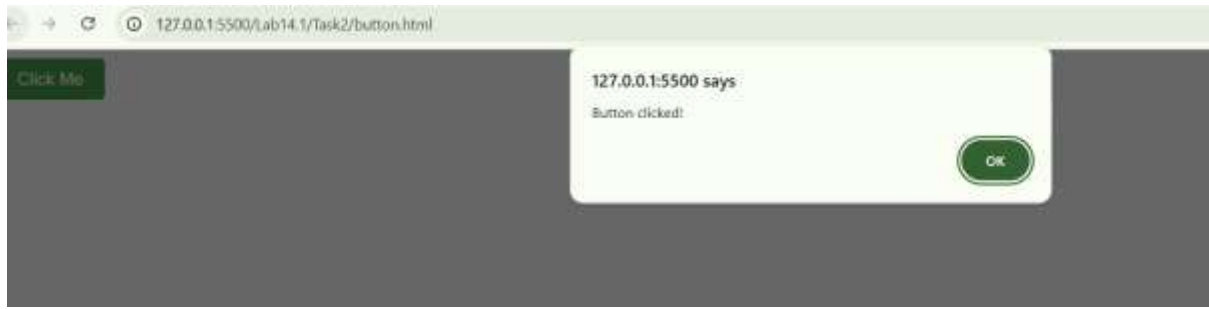 127.0.0.1:5500/Lab14.1/Task2/button.html
Click Me
127.0.0.1:5500 says
Button clicked!
OK